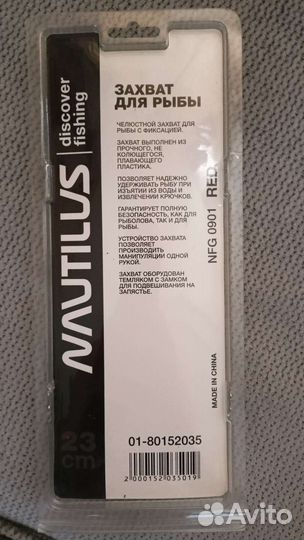 NAUTILUS
discover
fishing
23
cm
ЗАХВАТ
ДЛЯ РЫБЫ
ЧЕЛЮСТНОЙ ЗАХВАТ ДЛЯ
РЫБЫ С ФИКСАЦИЕЙ.
ЗАХВАТ ВЫПОЛНЕН ИЗ
ПРОЧНОГО, НЕ
КОЛЮЩЕГОСЯ,
ПЛАВАЮЩЕГО
ПЛАСТИКА.
ПОЗВОЛЯЕТ НАДЕЖНО
УДЕРЖИВАТЬ РЫБУ ПРИ
ИЗЪЯТИИ ИЗ ВОДЫ И
ИЗВЛЕЧЕНИИ КРЮЧКОВ.
ГАРАНТИРУЕТ ПОЛНУЮ
БЕЗОПАСНОСТЬ, КАК ДЛЯ
РЫБОЛОВА, ТАК И ДЛЯ
РЫБЫ.
УСТРОЙСТВО ЗАХВАТА
ПОЗВОЛЯЕТ
ПРОИЗВОДИТЬ
МАНИПУЛЯЦИИ ОДНОЙ
РУКОЙ.
ЗАХВАТ ОБОРУДОВАН
ТЕМЛЯКОМ С ЗАМКОМ
ДЛЯ ПОДВЕШИВАНИЯ НА
ЗАПЯСТЬЕ.
NFG 0901 RED
MADE IN CHINA
01-80152035
2 000152 035019
Avito